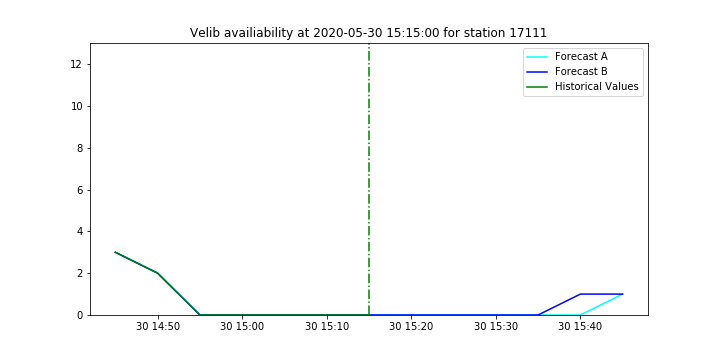 Velib availiability at 2020-05-30 15:15:00 for station 17111
Forecast A
Forecast B
Historical Values
12
10
8
6
4
2
0
30 14:50 30 15:00 30 15:10 30 15:20 30 15:30 30 15:40